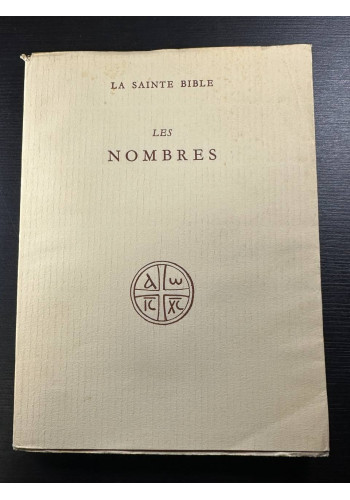 LA SAINTE BIBLE
LES
NOMBRES
Α ω
IC XC